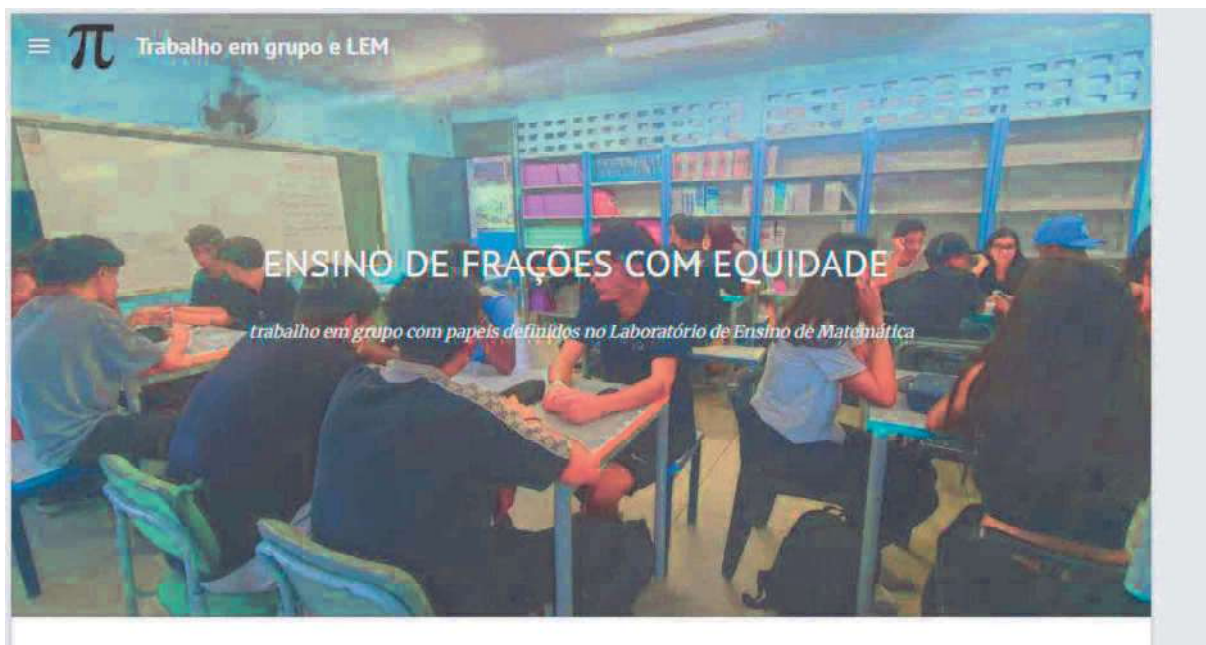 π Trabalho em grupo e LEM
ENSINO DE FRAÇÕES COM EQUIDADE
trabalho em grupo com papeis definidos no Laboratório de Ensino de Matemática